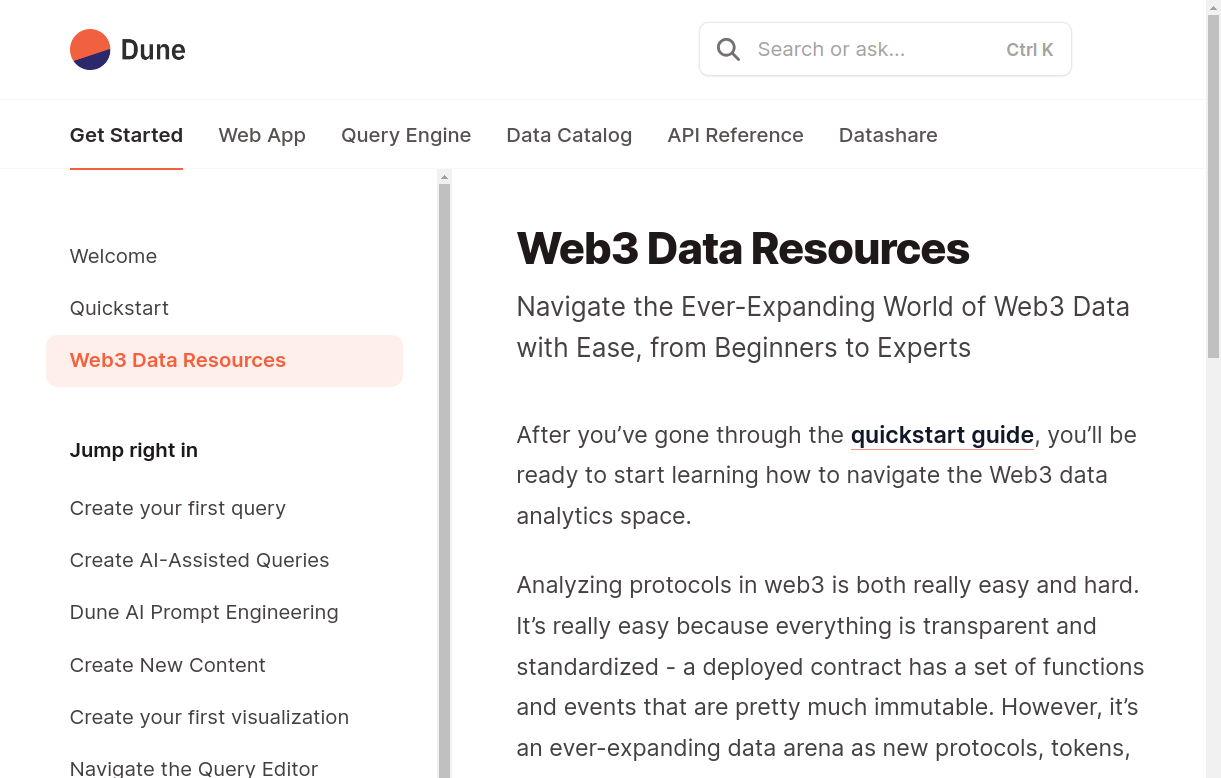 Dune
Search or ask...
Ctrl K
Get Started
Web App
Query Engine
Data Catalog
API Reference
Datashare
Welcome
Quickstart
Web3 Data Resources
Jump right in
Create your first query
Create AI-Assisted Queries
Dune AI Prompt Engineering
Create New Content
Create your first visualization
Navigate the Query Editor
Web3 Data Resources
Navigate the Ever-Expanding World of Web3 Data
with Ease, from Beginners to Experts
After you’ve gone through the quickstart guide, you’ll be
ready to start learning how to navigate the Web3 data
analytics space.
Analyzing protocols in web3 is both really easy and hard.
It’s really easy because everything is transparent and
standardized - a deployed contract has a set of functions
and events that are pretty much immutable. However, it’s
an ever-expanding data arena as new protocols, tokens,